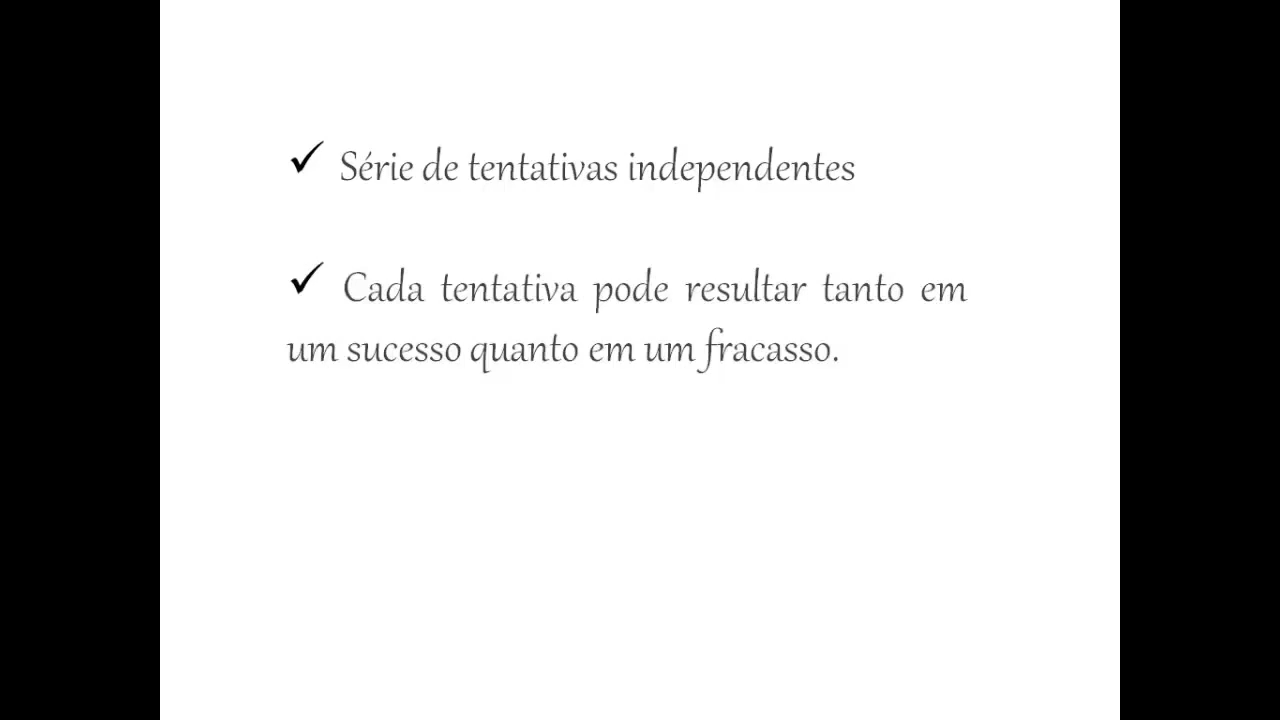 ✓ Série de tentativas independentes
✓ Cada tentativa pode resultar tanto em
um sucesso quanto em um fracasso.